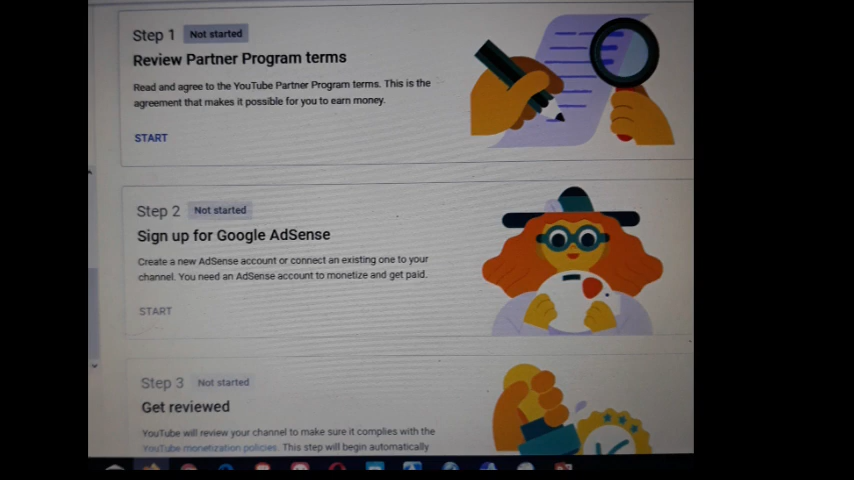 Step 1 Not started
Review Partner Program terms
Read and agree to the YouTube Partner Program terms. This is the
agreement that makes it possible for you to earn money.
START
Step 2 Not started
Sign up for Google AdSense
Create a new AdSense account or connect an existing one to your
channel. You need an AdSense account to monetize and get paid.
START
Step 3 Not started
Get reviewed
YouTube will review your channel to make sure it complies with the
YouTube monetization policies. This step will begin automatically